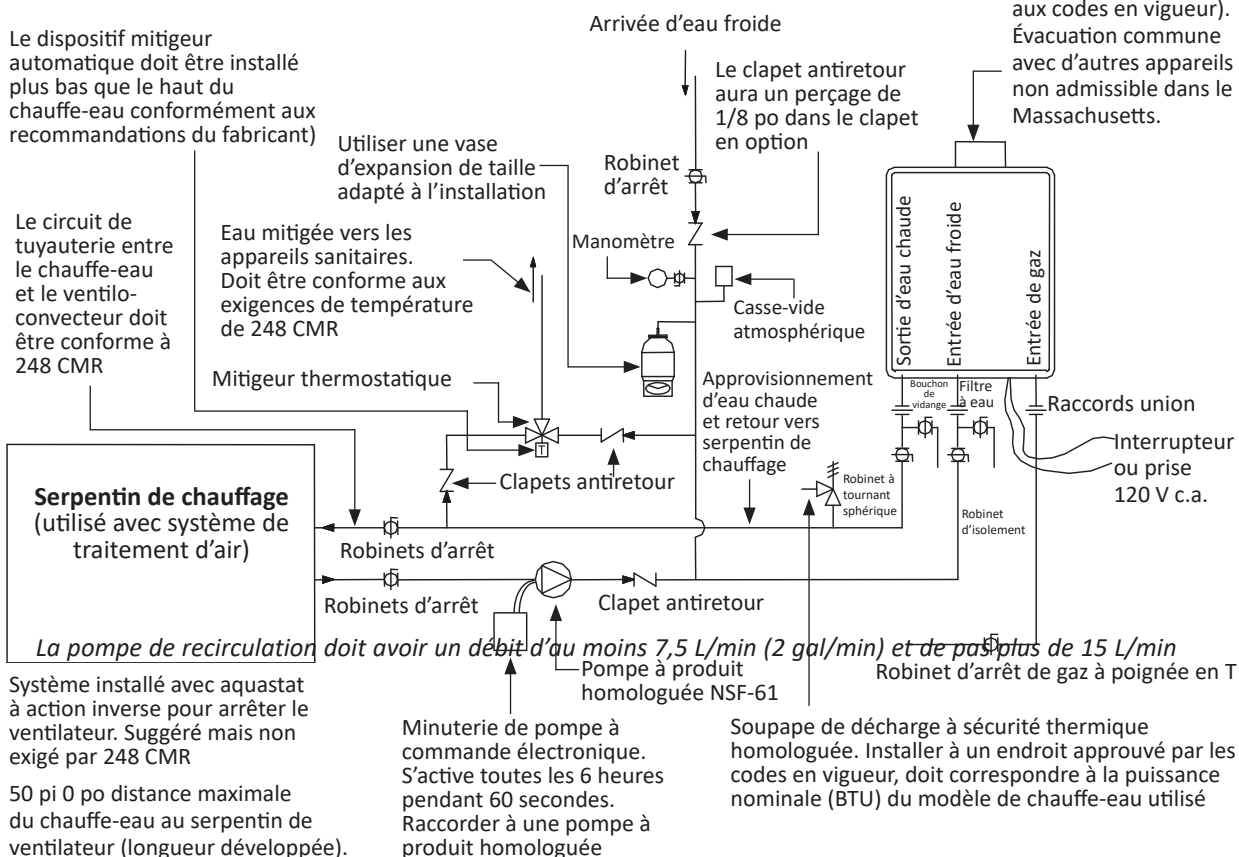 aux codes en vigueur).
Évacuation commune
avec d'autres appareils
non admissible dans le
Massachusetts.
Arrivée d'eau froide
Le dispositif mitigeur
automatique doit être installé
plus bas que le haut du
chauffe-eau conformément aux
recommandations du fabricant)
Le clapet antiretour
aura un perçage de
1/8 po dans le clapet
en option
Utiliser une vase
d'expansion de taille
adapté à l'installation
Robinet
d'arrêt
Le circuit de
tuyauterie entre
le chauffe-eau
et le ventilo-
convecteur doit
être conforme à
248 CMR
Eau mitigée vers les
appareils sanitaires.
Doit être conforme aux
exigences de température
de 248 CMR
Manomètre
Casse-vide
atmosphérique
Sortie d'eau chaude
Entrée d'eau froide
Entrée de gaz
Mitigeur thermostatique
Approvisionnement
d'eau chaude
et retour vers
serpentin de
chauffage
Bouchon
de
vidange
Filtre
à eau
Raccords union
Interrupteur
ou prise
120 V c.a.
T
Clapets antiretour
Robinet à
tournant
sphérique
Robinet
d'isolement
Serpentin de chauffage
(utilisé avec système de
traitement d'air)
Robinets d'arrêt
Robinets d'arrêt
Clapet antiretour
La pompe de recirculation doit avoir un débit d'au moins 7,5 L/min (2 gal/min) et de pas plus de 15 L/min
Pompe à produit
homologuée NSF-61
Robinet d'arrêt de gaz à poignée en T
Système installé avec aquastat
à action inverse pour arrêter le
ventilateur. Suggéré mais non
exigé par 248 CMR
50 pi 0 po distance maximale
du chauffe-eau au serpentin de
ventilateur (longueur développée).
Minuterie de pompe à
commande électronique.
S'active toutes les 6 heures
pendant 60 secondes.
Raccorder à une pompe à
produit homologuée
Soupape de décharge à sécurité thermique
homologuée. Installer à un endroit approuvé par les
codes en vigueur, doit correspondre à la puissance
nominale (BTU) du modèle de chauffe-eau utilisé